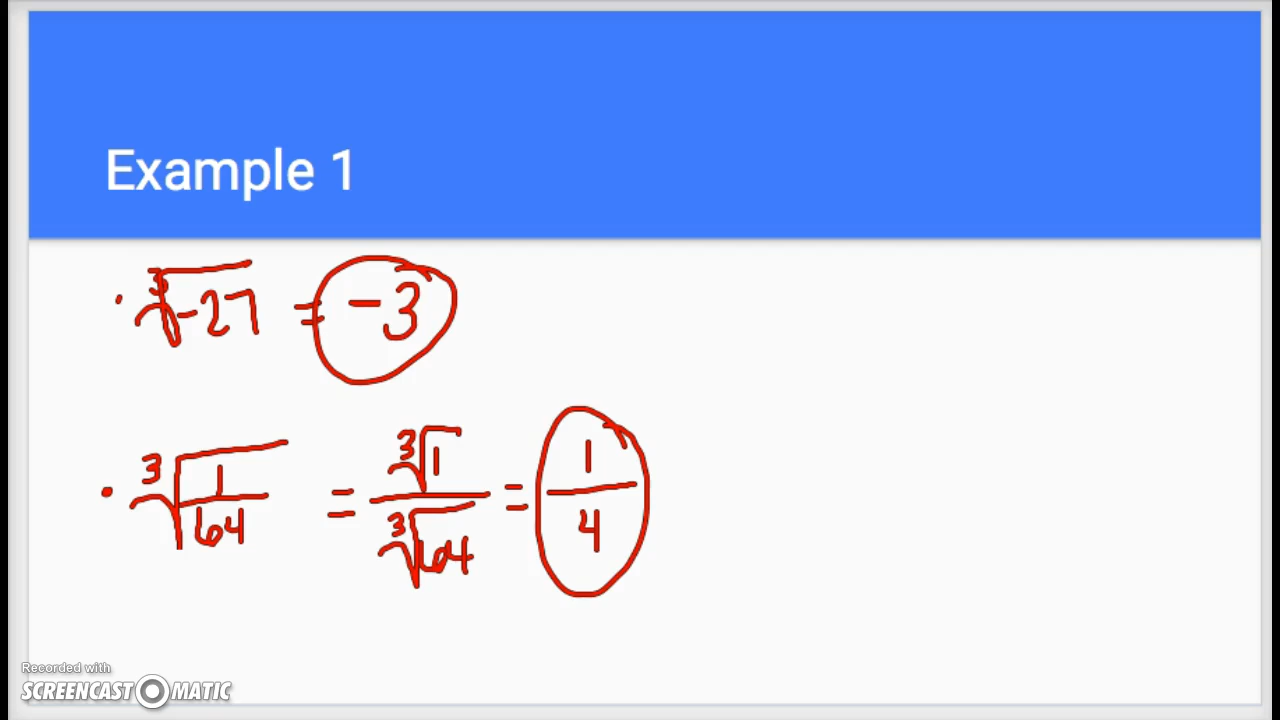 Example 1
· ∛-27 = -3
· ∛(1/64) = ∛1/∛64 = 1/4
Recorded with
SCREENCAST-O-MATIC